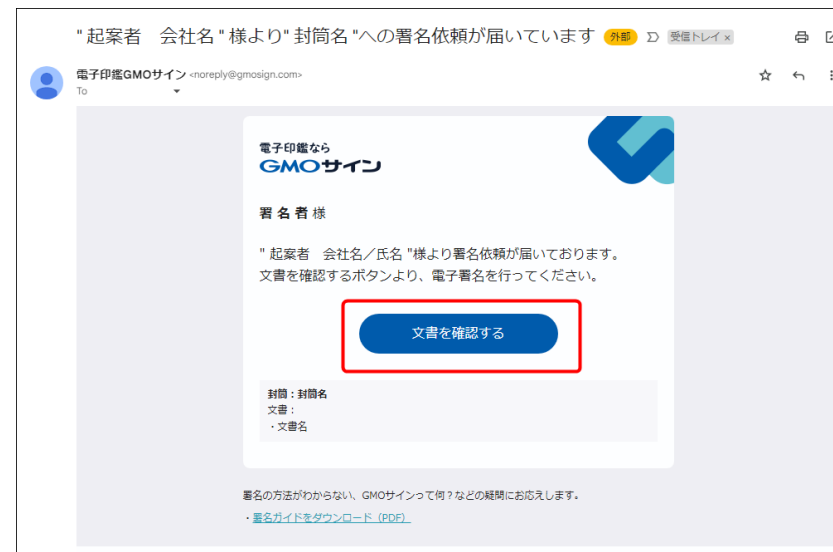 "起案者　会社名"様より"封筒名"への署名依頼が届いています 外部 受信トレイ ×
電子印鑑GMOサイン <noreply@gmosign.com>
To
電子印鑑なら
GMOサイン
署名者 様
"起案者　会社名／氏名"様より署名依頼が届いております。
文書を確認するボタンより、電子署名を行ってください。
文書を確認する
封筒：封筒名
文書：
・文書名
署名の方法がわからない、GMOサインって何？などの疑問にお応えします。
・署名ガイドをダウンロード（PDF）